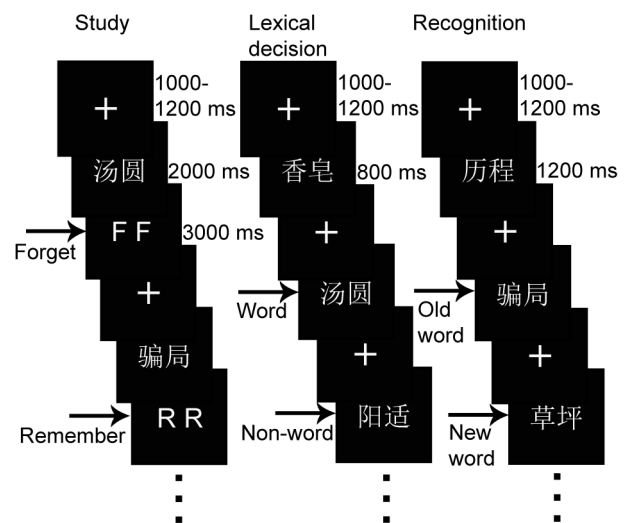 Study
+
1000-
1200 ms
汤圆
2000 ms
F F
3000 ms
Forget
+
骗局
R R
Remember
Lexical
decision
+
1000-
1200 ms
香皂
800 ms
+
汤圆
Word
+
阳适
Non-word
Recognition
+
1000-
1200 ms
历程
1200 ms
+
骗局
Old
word
+
草坪
New
word